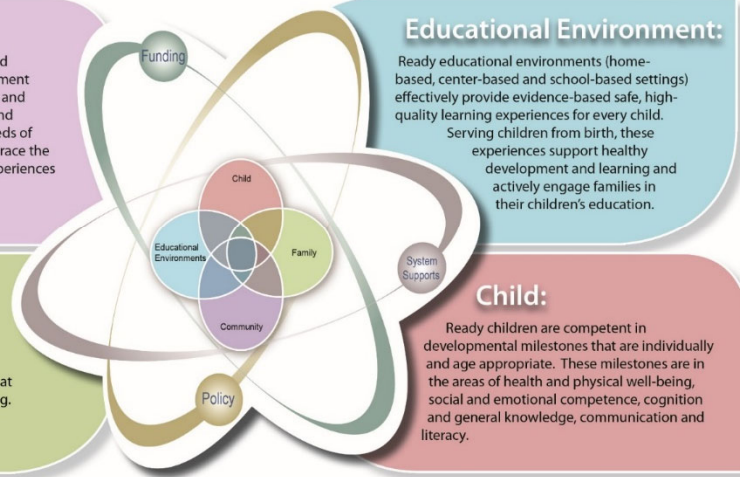 Educational Environment:
Ready educational environments (home-
based, center-based and school-based settings)
effectively provide evidence-based safe, high-
quality learning experiences for every child.
Serving children from birth, these
experiences support healthy
development and learning and
actively engage families in
their children's education.
Funding
Child
Educational
Environments
Family
Community
System
Supports
Policy
Child:
Ready children are competent in
developmental milestones that are individually
and age appropriate.  These milestones are in
the areas of health and physical well-being,
social and emotional competence, cognition
and general knowledge, communication and
literacy.
and
eds of
race the
at